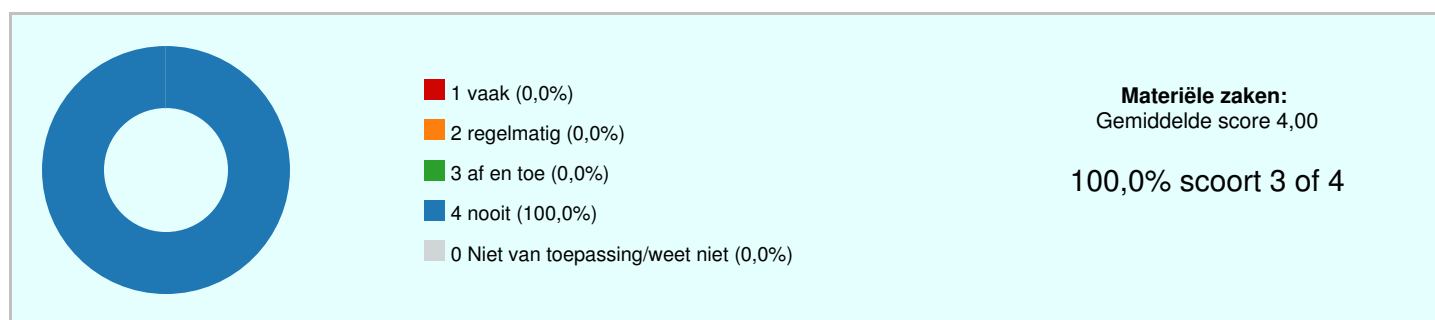 1 vaak (0,0%)
2 regelmatig (0,0%)
3 af en toe (0,0%)
4 nooit (100,0%)
0 Niet van toepassing/weet niet (0,0%)
Materiële zaken:
Gemiddelde score 4,00
100,0% scoort 3 of 4